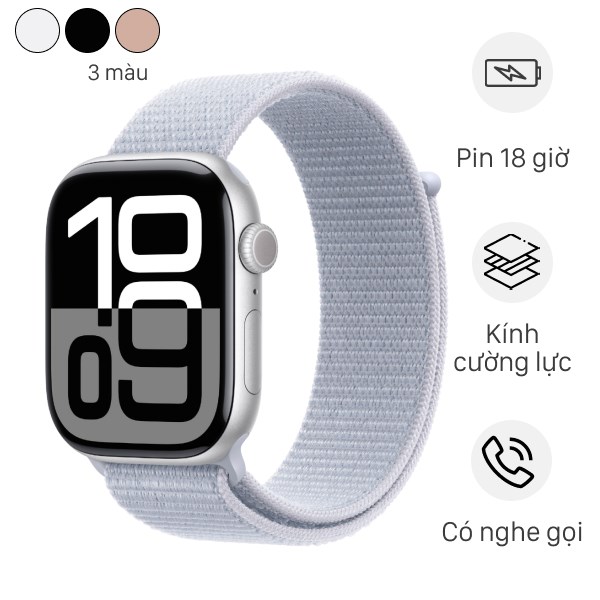 3 màu
Pin 18 giờ
10
09
Kính
cường lực
Có nghe gọi